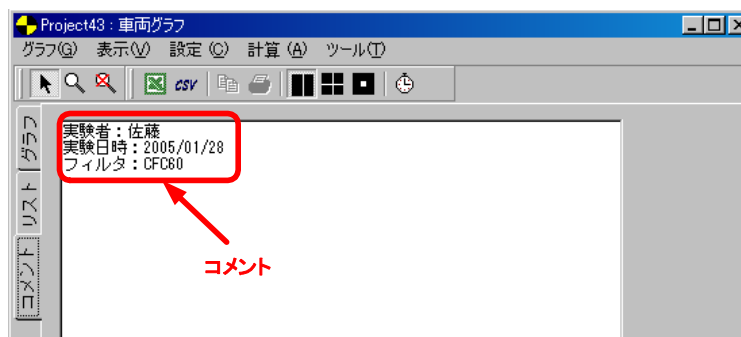 Project43：車両グラフ
グラフ(G) 表示(V) 設定(C) 計算(A) ツール(T)
csv
グラフ
リスト
コメント
実験者：佐藤
実験日時：2005/01/28
フィルタ：CFC60
コメント